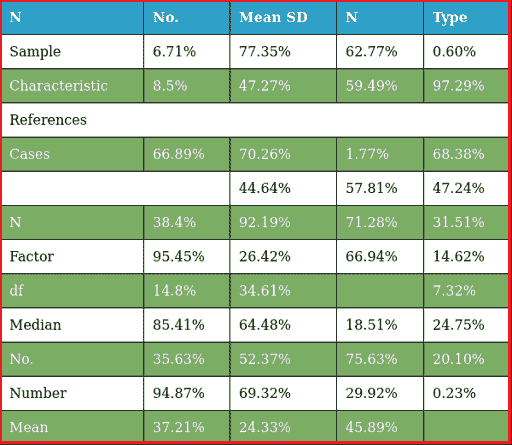 N No. Mean SD N Type
Sample 6.71% 77.35% 62.77% 0.60%
Characteristic 8.5% 47.27% 59.49% 97.29%
References
Cases 66.89% 70.26% 1.77% 68.38%
44.64% 57.81% 47.24%
N 38.4% 92.19% 71.28% 31.51%
Factor 95.45% 26.42% 66.94% 14.62%
df 14.8% 34.61% 7.32%
Median 85.41% 64.48% 18.51% 24.75%
No. 35.63% 52.37% 75.63% 20.10%
Number 94.87% 69.32% 29.92% 0.23%
Mean 37.21% 24.33% 45.89%